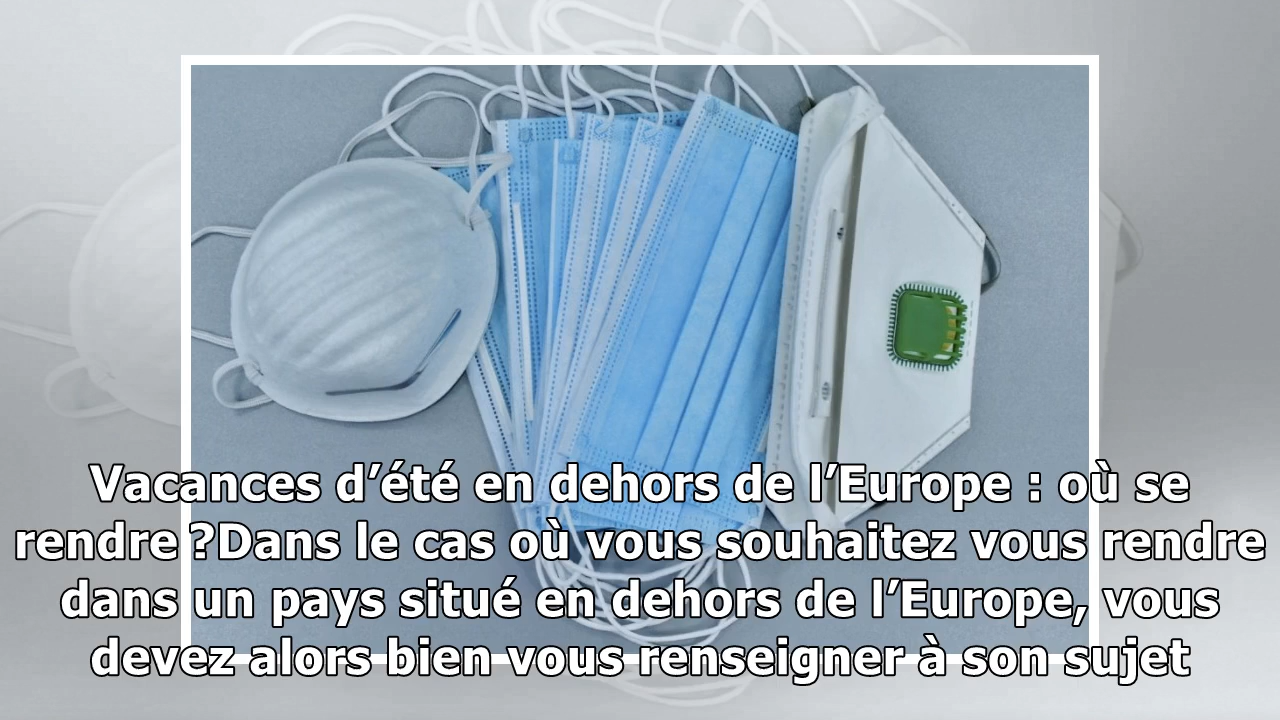 Vacances d’été en dehors de l’Europe : où se
rendre ?Dans le cas où vous souhaitez vous rendre
dans un pays situé en dehors de l’Europe, vous
devez alors bien vous renseigner à son sujet